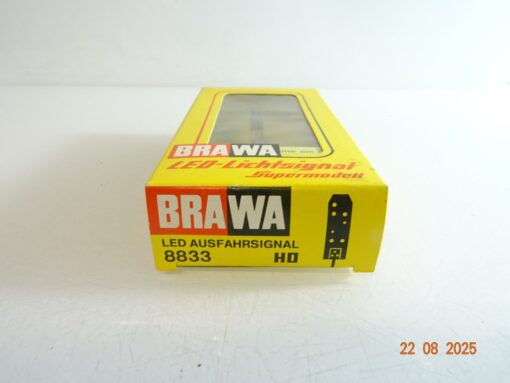 BRAWA
LED-Lichtsignal
Supermodell
BRAWA
LED AUSFAHRSIGNAL
8833 HO
22 08 2025